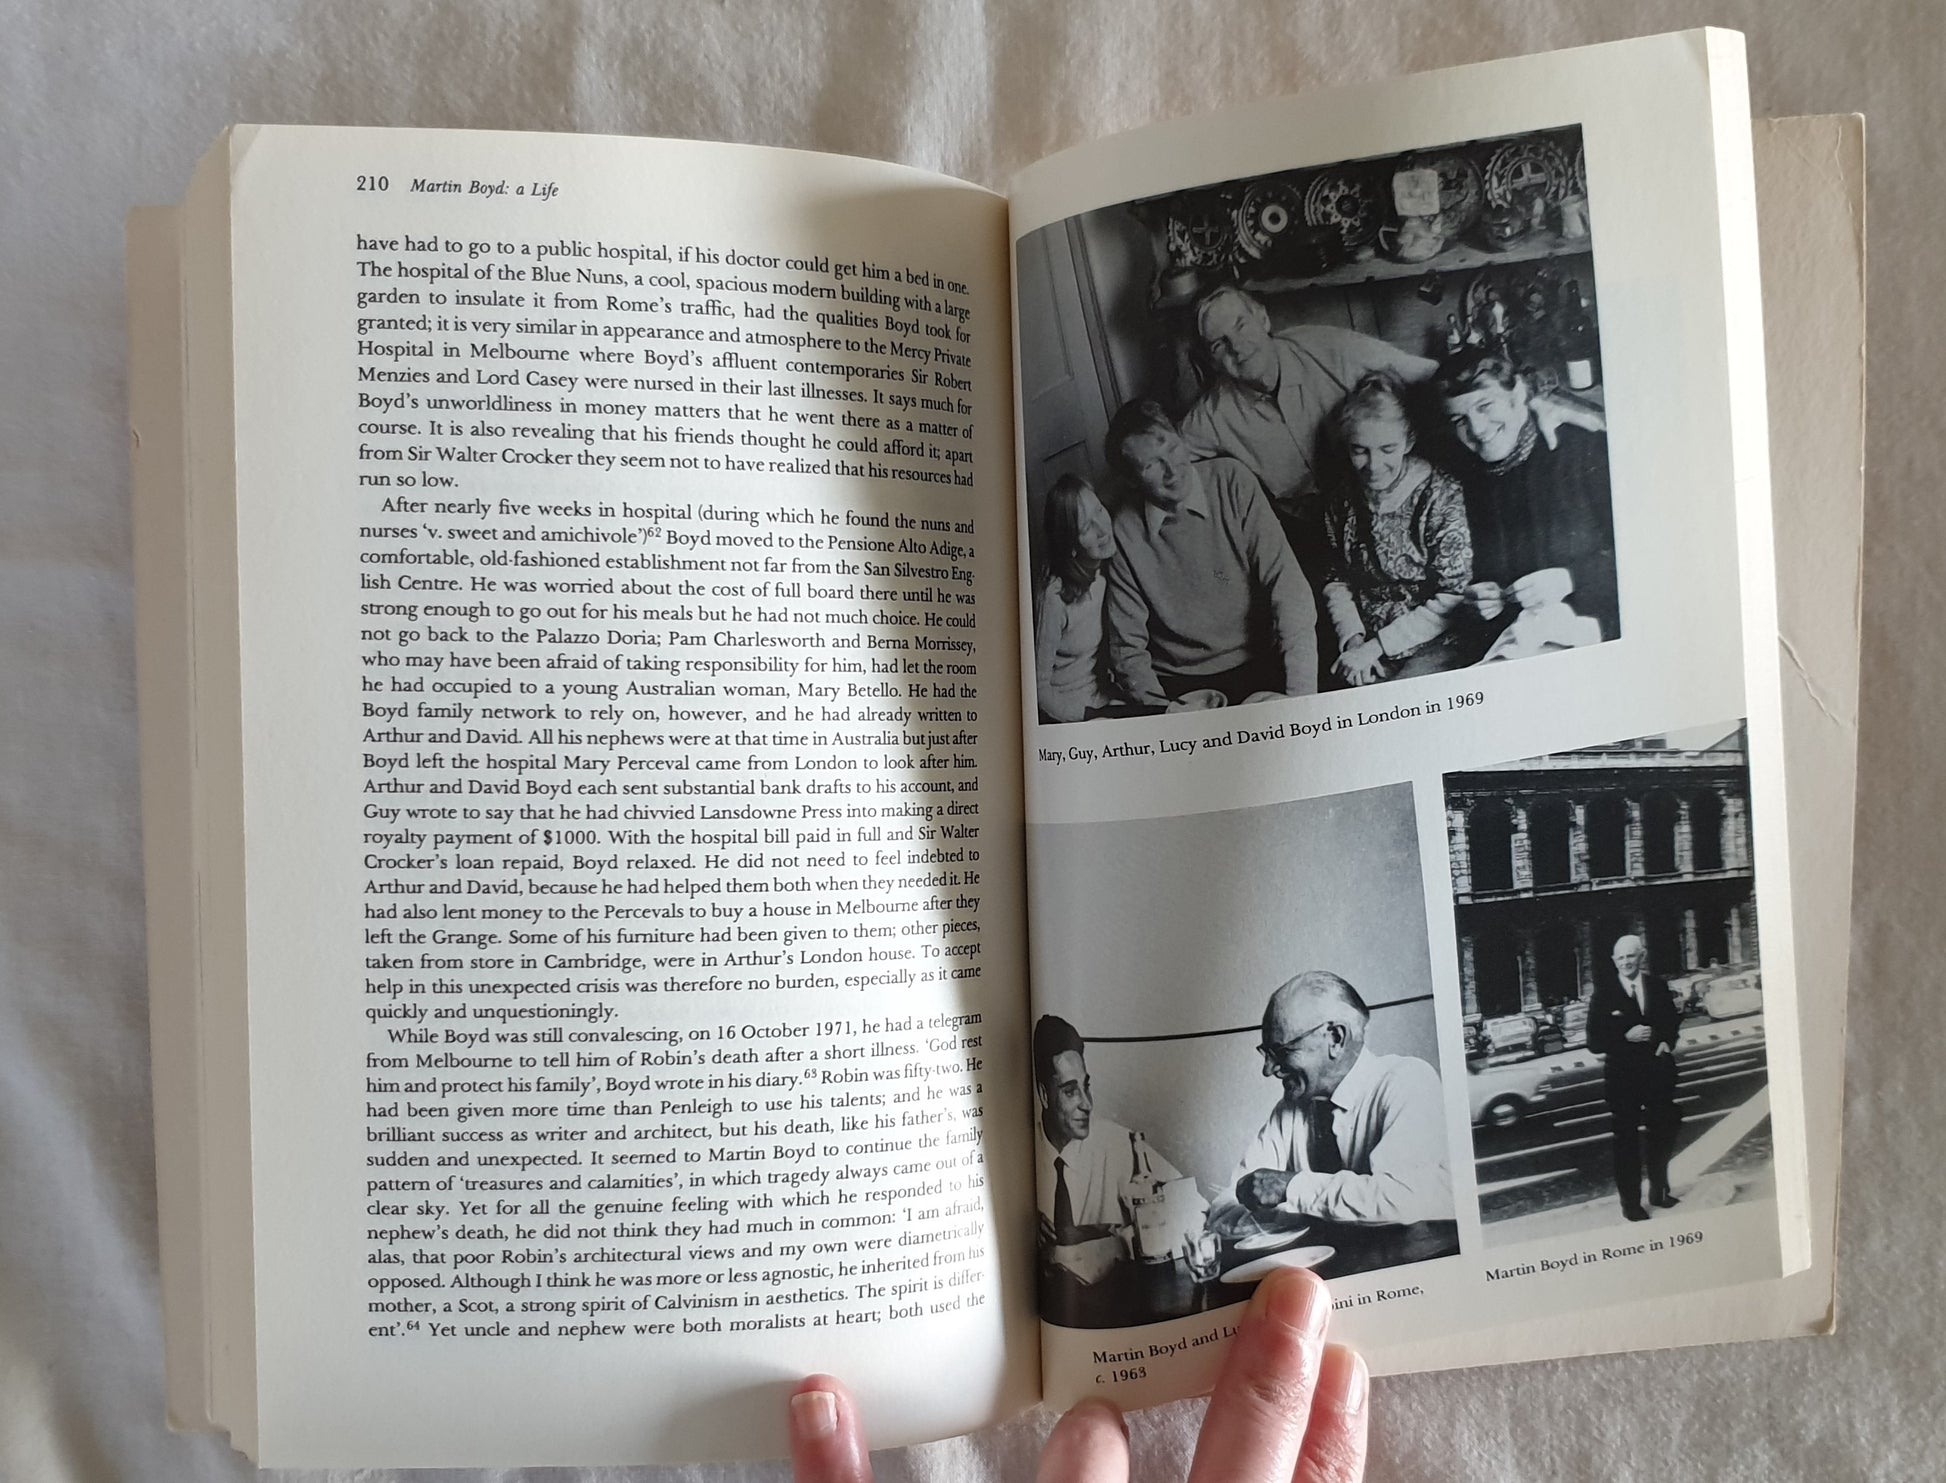 210 Martin Boyd: a Life
have had to go to a public hospital, if his doctor could get him a bed in one.
The hospital of the Blue Nuns, a cool, spacious modern building with a large
garden to insulate it from Rome's traffic, had the qualities Boyd took for
granted; it is very similar in appearance and atmosphere to the Mercy Private
Hospital in Melbourne where Boyd's affluent contemporaries Sir Robert
Menzies and Lord Casey were nursed in their last illnesses. It says much for
Boyd's unworldliness in money matters that he went there as a matter of
course. It is also revealing that his friends thought he could afford it; apart
from Sir Walter Crocker they seem not to have realized that his resources had
run so low.
After nearly five weeks in hospital (during which he found the nuns and
nurses ‘v. sweet and amichivole’)62 Boyd moved to the Pensione Alto Adige, a
comfortable, old-fashioned establishment not far from the San Silvestro Eng-
lish Centre. He was worried about the cost of full board there until he was
strong enough to go out for his meals but he had not much choice. He could
not go back to the Palazzo Doria; Pam Charlesworth and Berna Morrissey,
who may have been afraid of taking responsibility for him, had let the room
he had occupied to a young Australian woman, Mary Betello. He had the
Boyd family network to rely on, however, and he had already written to
Arthur and David. All his nephews were at that time in Australia but just after
Boyd left the hospital Mary Perceval came from London to look after him.
Arthur and David Boyd each sent substantial bank drafts to his account, and
Guy wrote to say that he had chivvied Lansdowne Press into making a direct
royalty payment of $1000. With the hospital bill paid in full and Sir Walter
Crocker's loan repaid, Boyd relaxed. He did not need to feel indebted to
Arthur and David, because he had helped them both when they needed it. He
had also lent money to the Percevals to buy a house in Melbourne after they
left the Grange. Some of his furniture had been given to them; other pieces,
taken from store in Cambridge, were in Arthur's London house. To accept
help in this unexpected crisis was therefore no burden, especially as it came
quickly and unquestioningly.
While Boyd was still convalescing, on 16 October 1971, he had a telegram
from Melbourne to tell him of Robin's death after a short illness. ‘God rest
him and protect his family’, Boyd wrote in his diary.63 Robin was fifty-two. He
had been given more time than Penleigh to use his talents; and he was a
brilliant success as writer and architect, but his death, like his father's, was
sudden and unexpected. It seemed to Martin Boyd to continue the family
pattern of ‘treasures and calamities’, in which tragedy always came out of a
clear sky. Yet for all the genuine feeling with which he responded to his
nephew's death, he did not think they had much in common: ‘I am afraid,
alas, that poor Robin's architectural views and my own were diametrically
opposed. Although I think he was more or less agnostic, he inherited from his
mother, a Scot, a strong spirit of Calvinism in aesthetics. The spirit is differ-
ent’.64 Yet uncle and nephew were both moralists at heart; both used the
Mary, Guy, Arthur, Lucy and David Boyd in London in 1969
Martin Boyd in Rome in 1969
Martin Boyd and in Rome,
c. 1963